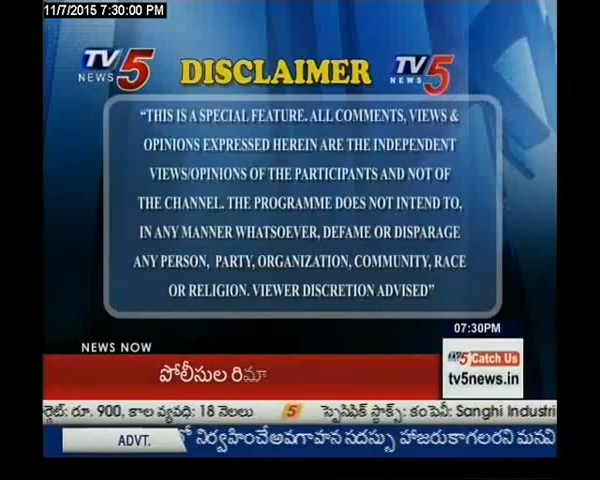 11/7/2015 7:30:00 PM
TV5 NEWS DISCLAIMER TV5 NEWS
“THIS IS A SPECIAL FEATURE. ALL COMMENTS, VIEWS &
OPINIONS EXPRESSED HEREIN ARE THE INDEPENDENT
VIEWS/OPINIONS OF THE PARTICIPANTS AND NOT OF
THE CHANNEL. THE PROGRAMME DOES NOT INTEND TO,
IN ANY MANNER WHATSOEVER, DEFAME OR DISPARAGE
ANY PERSON, PARTY, ORGANIZATION, COMMUNITY, RACE
OR RELIGION. VIEWER DISCRETION ADVISED”
07:30PM
NEWS NOW
TV5 Catch Us
పోలీసుల రిమా
tv5news.in
ర్గెట్: రూ. 900, కాల వ్యవధి: 18 నెలలు 5 స్పెసిఫిక్ స్టాక్స్: కంపెనీ: Sanghi Industri
ADVT. లో నిర్వహించేఅవగాహన సదస్సు హాజరుకాగలరని మనవి